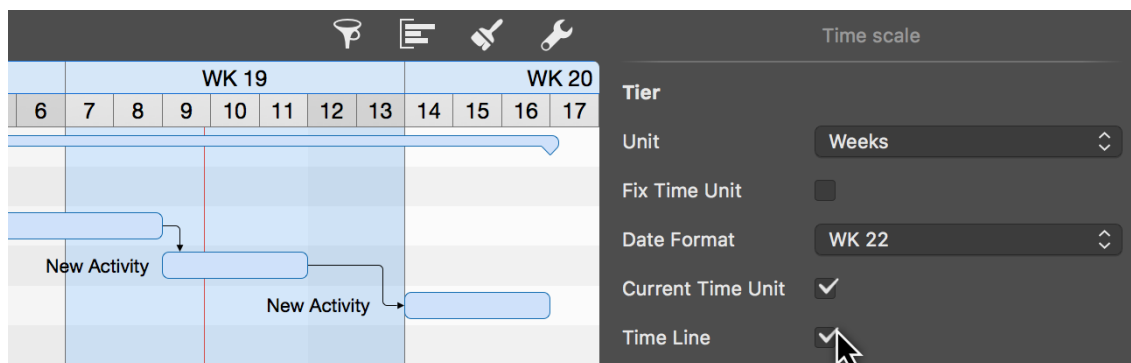 Time scale
WK 19 WK 20
6 7 8 9 10 11 12 13 14 15 16 17
New Activity
New Activity
Tier
Unit Weeks
Fix Time Unit
Date Format WK 22
Current Time Unit
Time Line